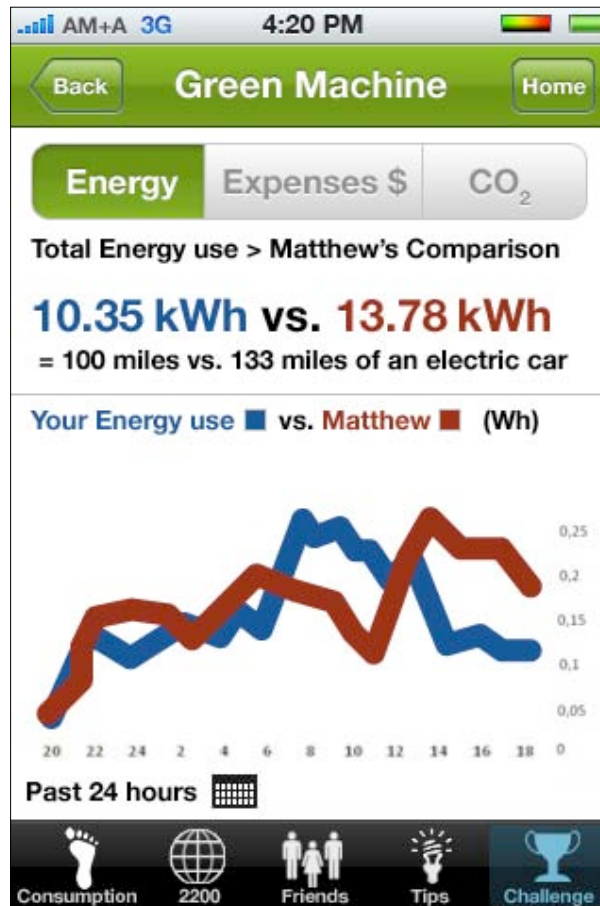 AM+A 3G 4:20 PM
Back Green Machine Home
Energy Expenses $ CO₂
Total Energy use > Matthew's Comparison
10.35 kWh vs. 13.78 kWh
= 100 miles vs. 133 miles of an electric car
Your Energy use vs. Matthew (Wh)
0,25
0,2
0,15
0,1
0,05
20 22 24 2 4 6 8 10 12 14 16 18 0
Past 24 hours
Consumption 2200 Friends Tips Challenge